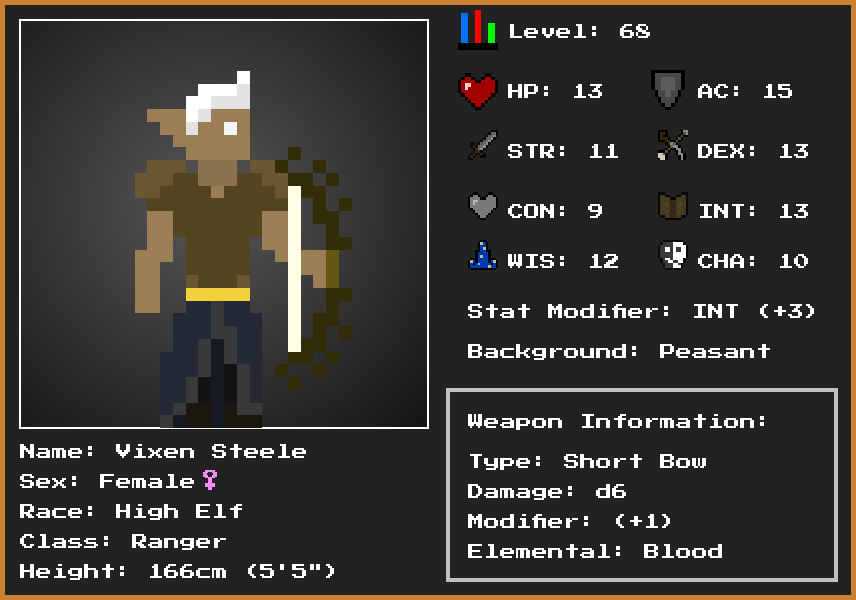 Level: 68
HP: 13
AC: 15
STR: 11
DEX: 13
CON: 9
INT: 13
WIS: 12
CHA: 10
Stat Modifier: INT (+3)
Background: Peasant
Weapon Information:
Type: Short Bow
Damage: d6
Modifier: (+1)
Elemental: Blood
Name: Vixen Steele
Sex: Female♀
Race: High Elf
Class: Ranger
Height: 166cm (5'5")